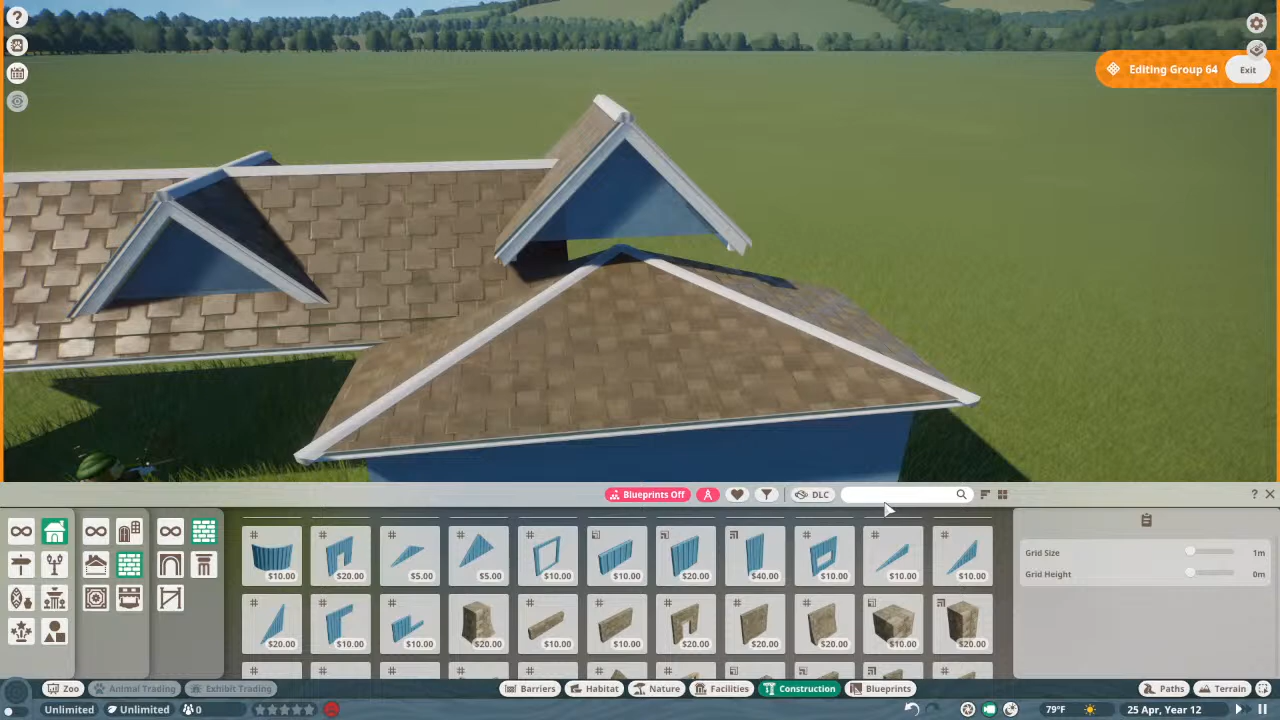 ?
Editing Group 64
Exit
Blueprints Off
DLC
? ×
$10.00 $20.00 $5.00 $5.00 $10.00 $10.00 $20.00 $40.00 $10.00 $10.00 $10.00
$20.00 $10.00 $10.00 $20.00 $10.00 $10.00 $20.00 $20.00 $20.00 $20.00 $20.00
Grid Size 1m
Grid Height 0m
Zoo Animal Trading Exhibit Trading Barriers Habitat Nature Facilities Construction Blueprints Paths Terrain
Unlimited Unlimited 0 79°F 25 Apr, Year 12